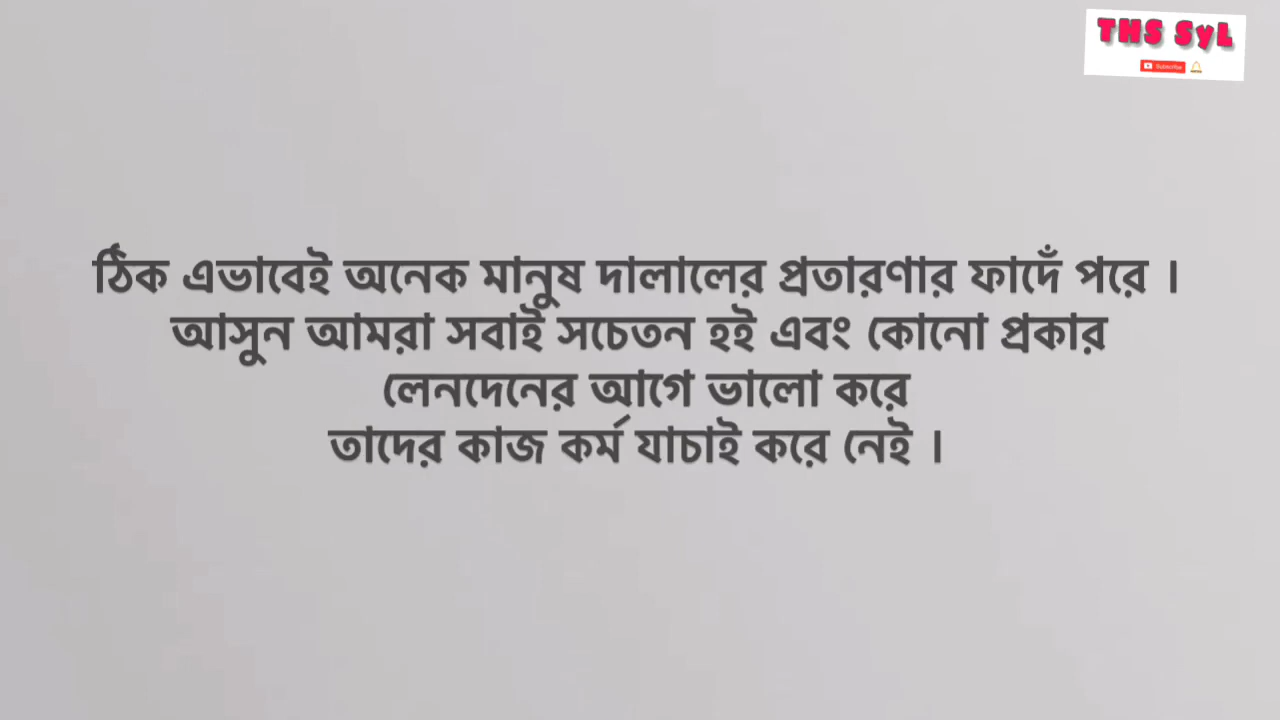 THS SyL
Subscribe
ঠিক এভাবেই অনেক মানুষ দালালের প্রতারণার ফাদেঁ পরে ।
আসুন আমরা সবাই সচেতন হই এবং কোনো প্রকার
লেনদেনের আগে ভালো করে
তাদের কাজ কর্ম যাচাই করে নেই ।